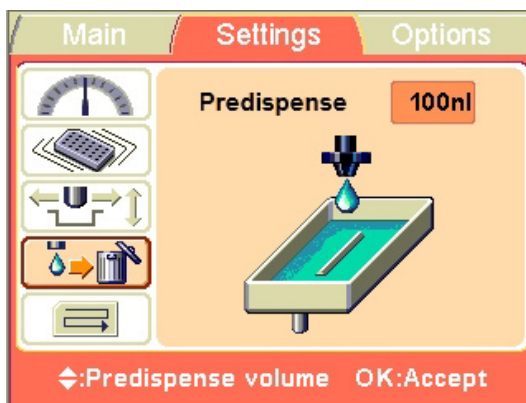 Main Settings Options
Predispense 100nl
:Predispense volume OK:Accept